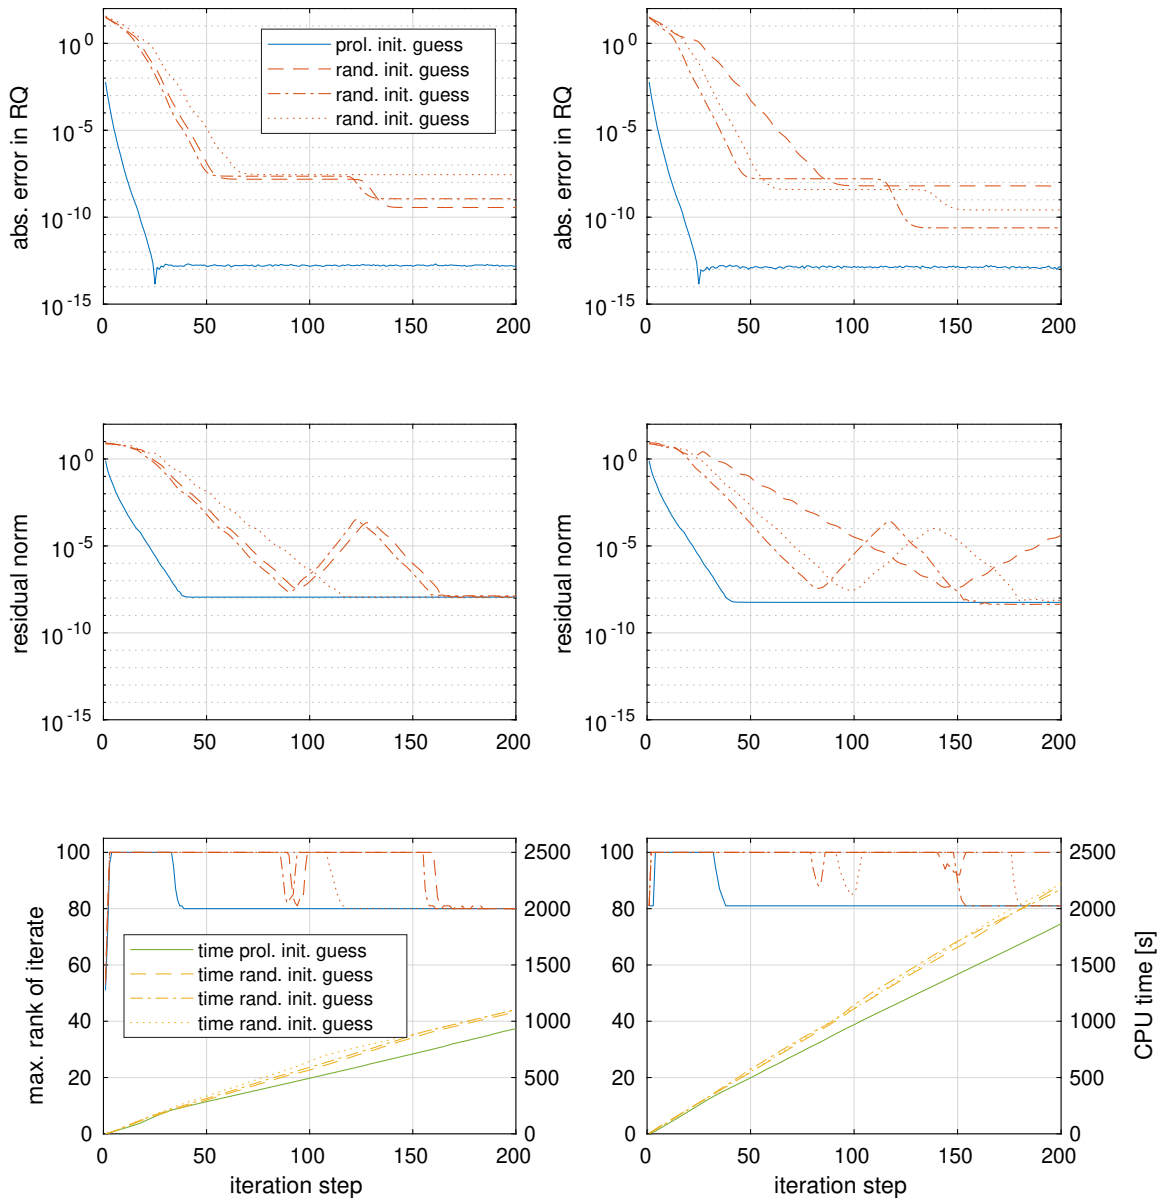 abs. error in RQ
10^0
10^-5
10^-10
10^-15
0 50 100 150 200
prol. init. guess
rand. init. guess
rand. init. guess
rand. init. guess
abs. error in RQ
10^0
10^-5
10^-10
10^-15
0 50 100 150 200
residual norm
10^0
10^-5
10^-10
10^-15
0 50 100 150 200
residual norm
10^0
10^-5
10^-10
10^-15
0 50 100 150 200
max. rank of iterate
100
80
60
40
20
0
2500
2000
1500
1000
500
0
time prol. init. guess
time rand. init. guess
time rand. init. guess
time rand. init. guess
0 50 100 150 200
iteration step
100
80
60
40
20
0
2500
2000
1500
1000
500
0
CPU time [s]
0 50 100 150 200
iteration step